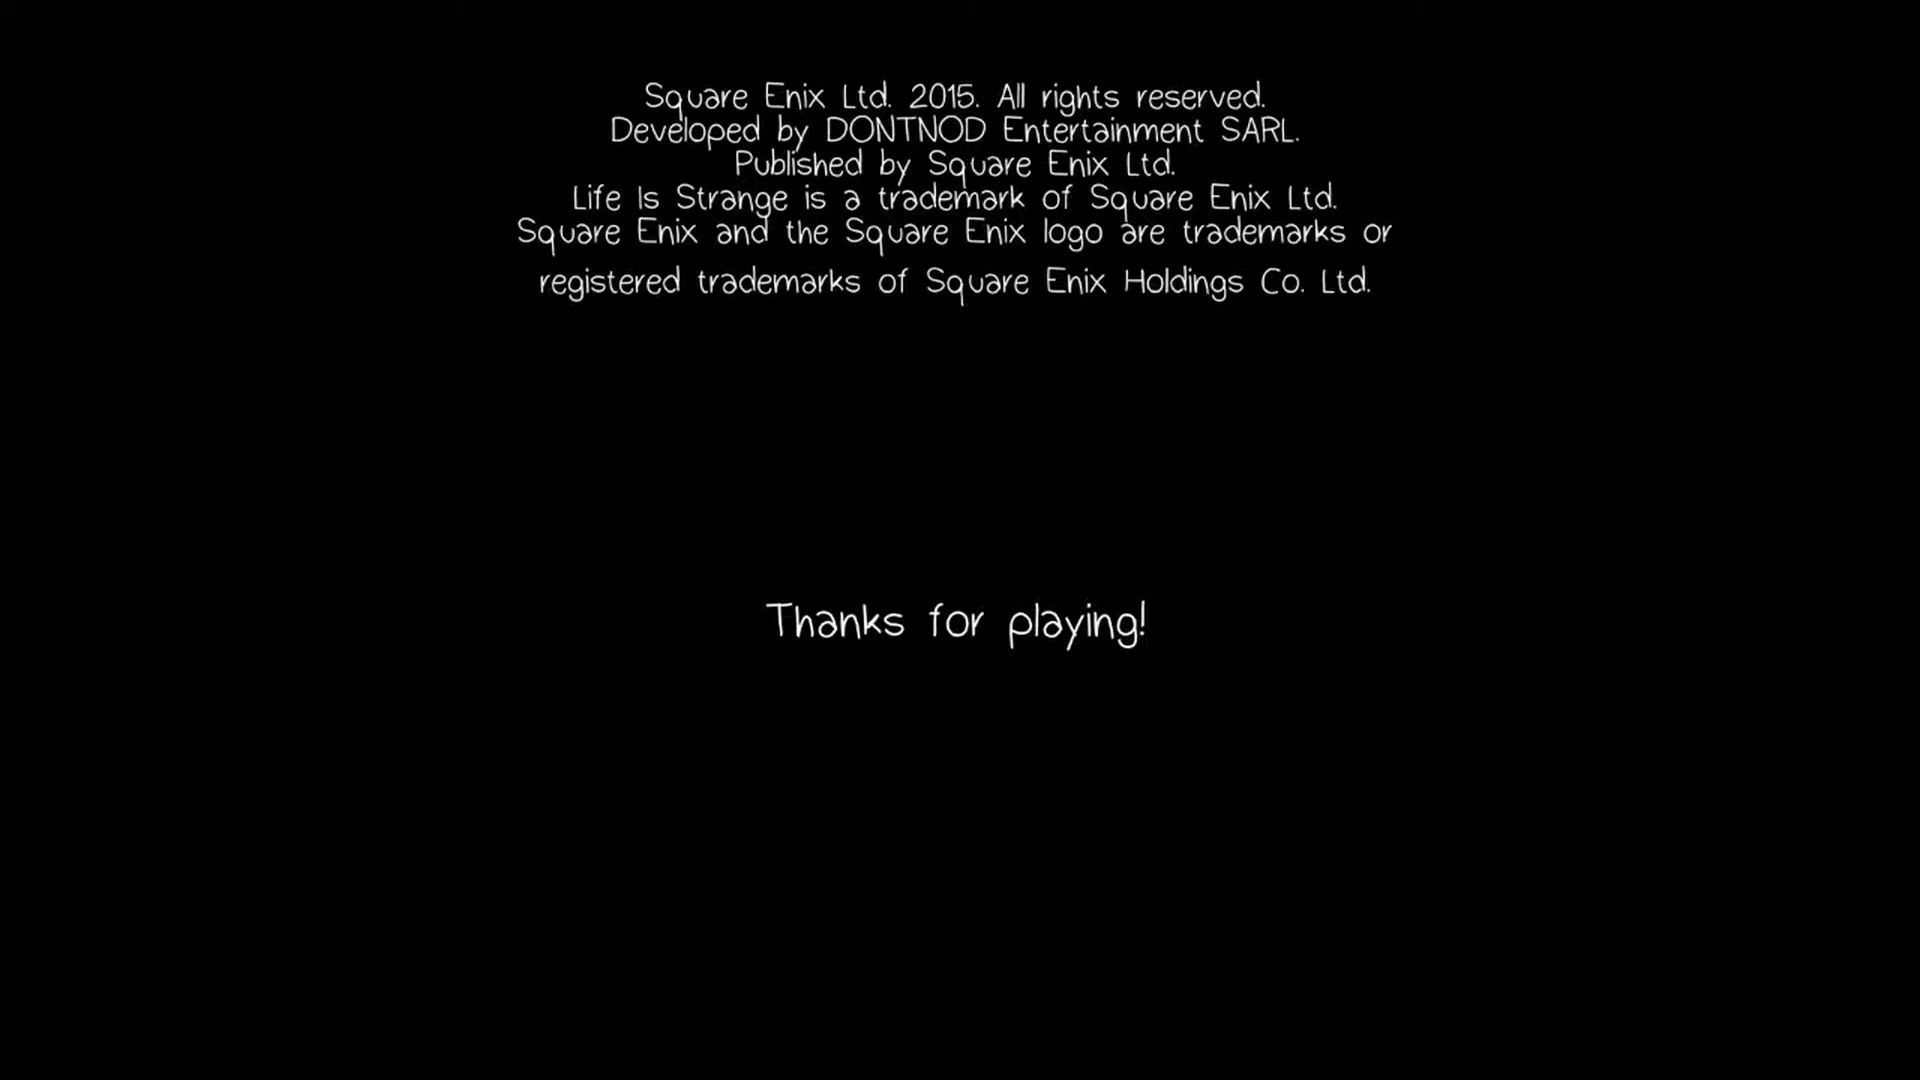 Square Enix Ltd. 2015. All rights reserved.
Developed by DONTNOD Entertainment SARL.
Published by Square Enix Ltd.
Life Is Strange is a trademark of Square Enix Ltd.
Square Enix and the Square Enix logo are trademarks or
registered trademarks of Square Enix Holdings Co. Ltd.
Thanks for playing!